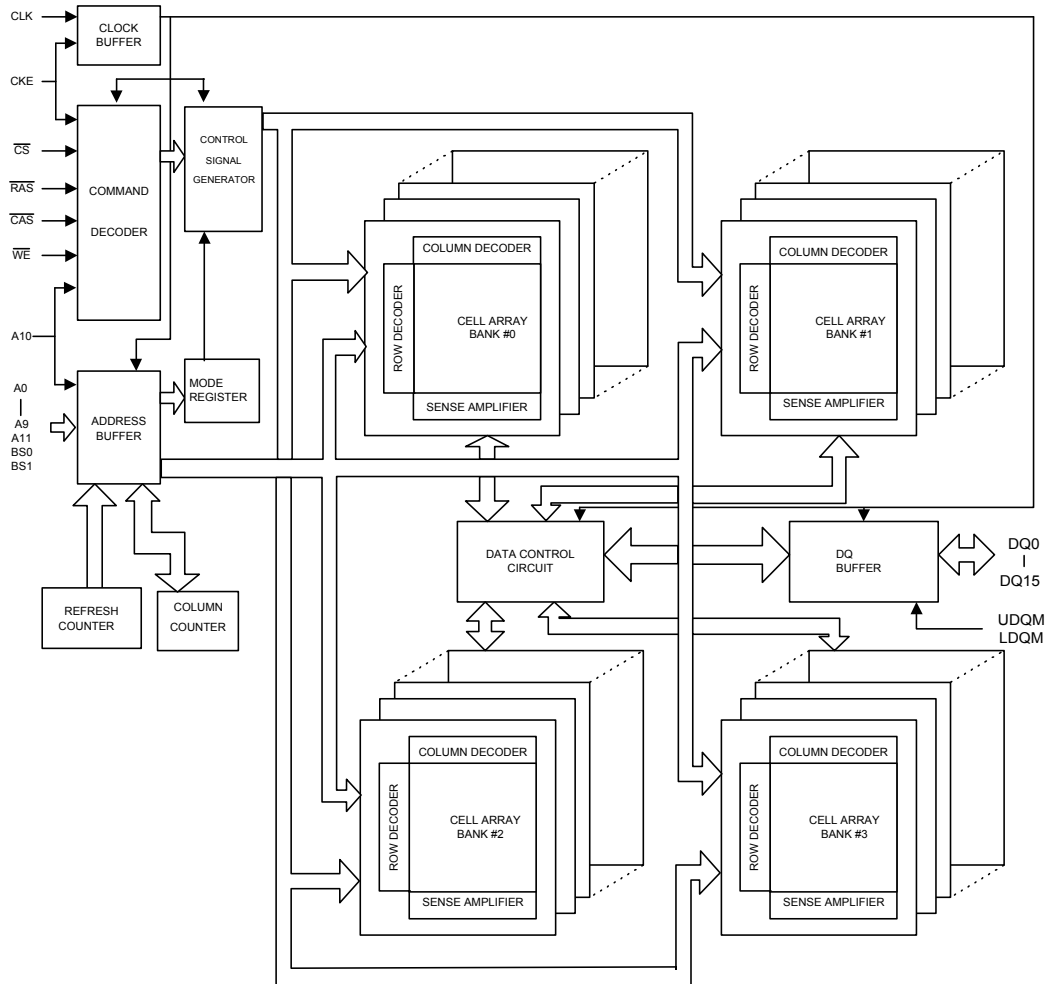 CLK
CLOCK
BUFFER
CKE
CONTROL
SIGNAL
GENERATOR
CS
RAS
CAS
WE
COMMAND
DECODER
A10
A0
A9
A11
BS0
BS1
ADDRESS
BUFFER
MODE
REGISTER
REFRESH
COUNTER
COLUMN
COUNTER
COLUMN DECODER
ROW DECODER
CELL ARRAY
BANK #0
SENSE AMPLIFIER
COLUMN DECODER
ROW DECODER
CELL ARRAY
BANK #1
SENSE AMPLIFIER
DATA CONTROL
CIRCUIT
DQ
BUFFER
DQ0
DQ15
UDQM
LDQM
COLUMN DECODER
ROW DECODER
CELL ARRAY
BANK #2
SENSE AMPLIFIER
COLUMN DECODER
ROW DECODER
CELL ARRAY
BANK #3
SENSE AMPLIFIER